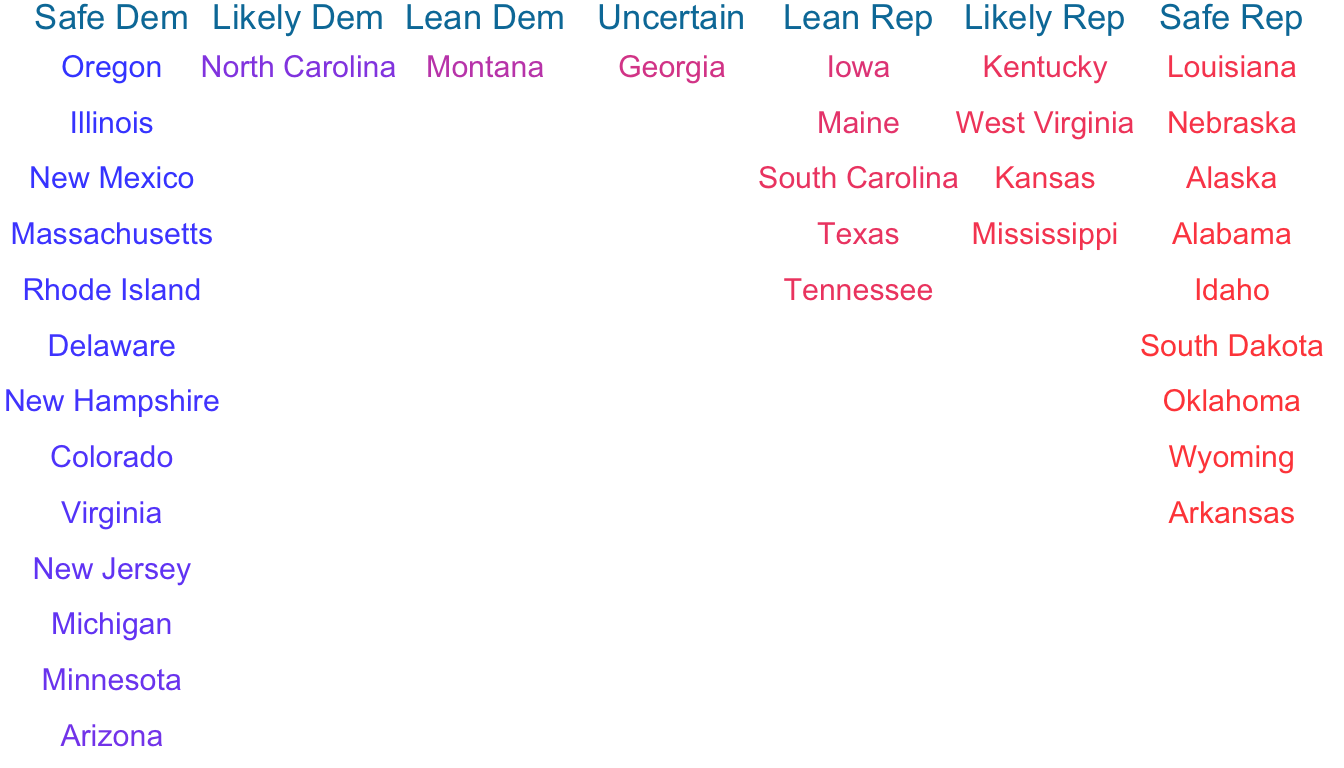 Safe Dem Likely Dem Lean Dem Uncertain Lean Rep Likely Rep Safe Rep
Oregon North Carolina Montana Georgia Iowa Kentucky Louisiana
Illinois Maine West Virginia Nebraska
New Mexico South Carolina Kansas Alaska
Massachusetts Texas Mississippi Alabama
Rhode Island Tennessee Idaho
Delaware South Dakota
New Hampshire Oklahoma
Colorado Wyoming
Virginia Arkansas
New Jersey
Michigan
Minnesota
Arizona